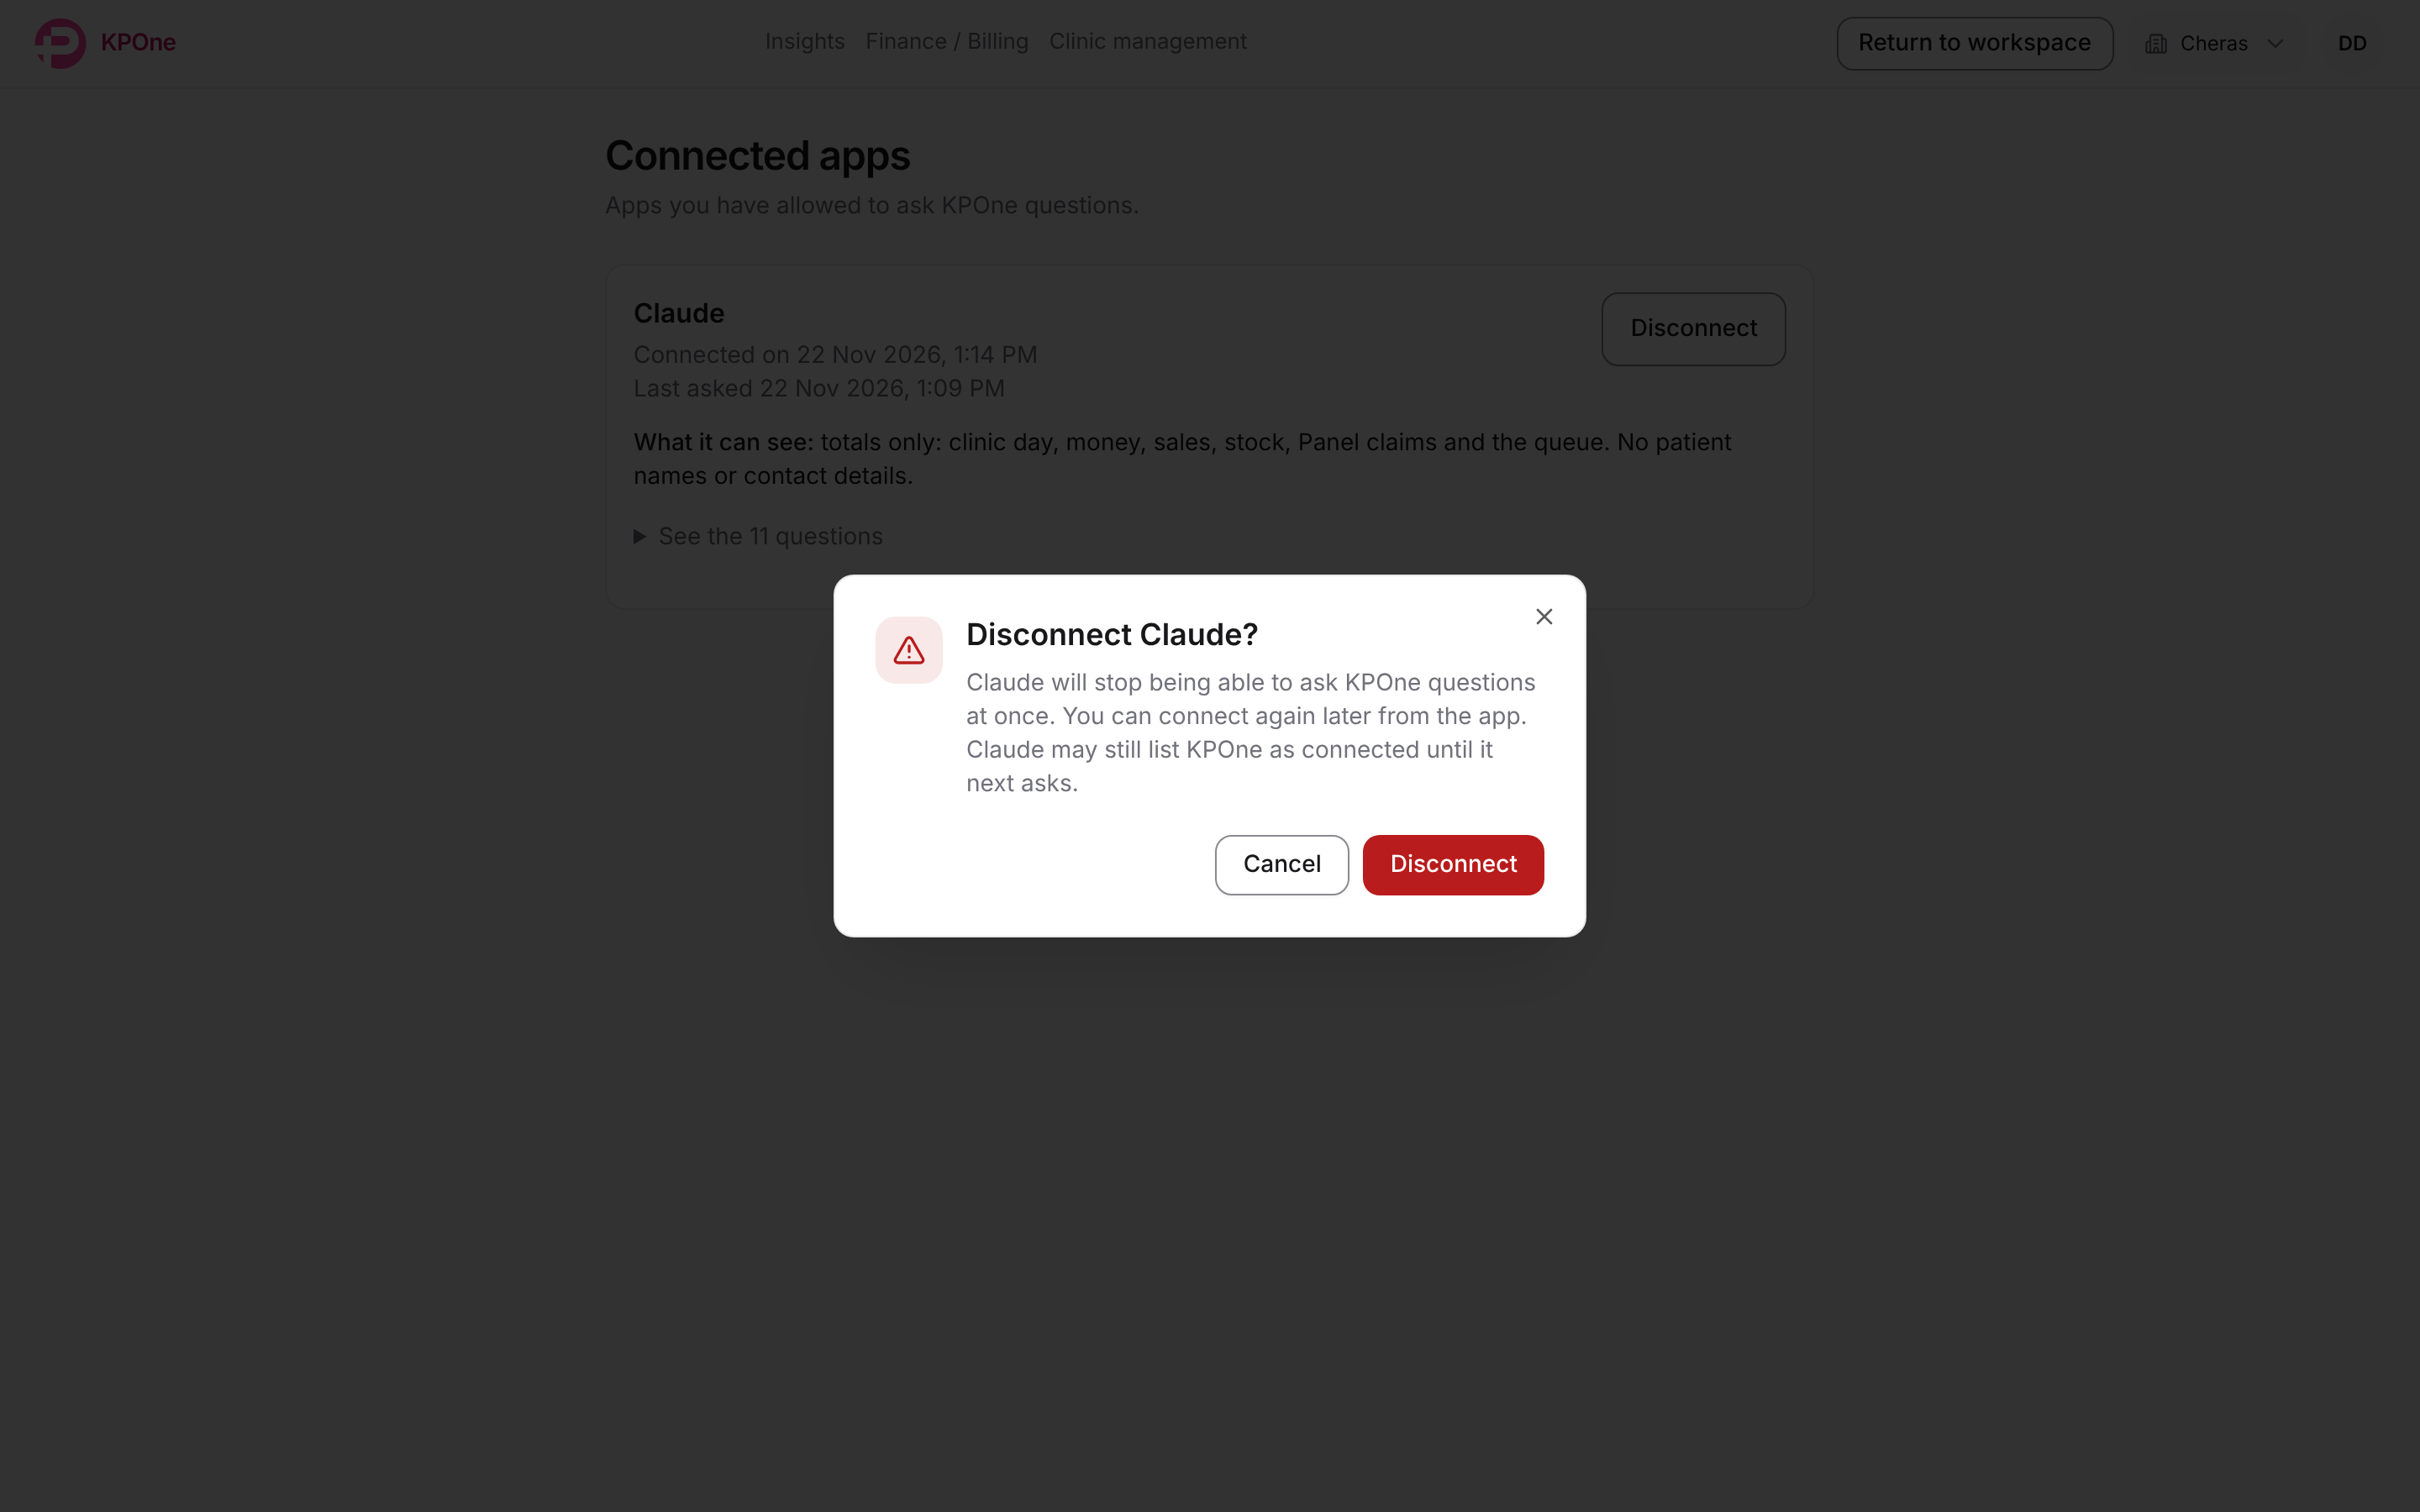 KPOne
Insights
Finance / Billing
Clinic management
Return to workspace
Cheras
DD
Connected apps
Apps you have allowed to ask KPOne questions.
Claude
Disconnect
Connected on 22 Nov 2026, 1:14 PM
Last asked 22 Nov 2026, 1:09 PM
What it can see: totals only: clinic day, money, sales, stock, Panel claims and the queue. No patient
names or contact details.
See the 11 questions
Disconnect Claude?
Claude will stop being able to ask KPOne questions
at once. You can connect again later from the app.
Claude may still list KPOne as connected until it
next asks.
Cancel
Disconnect